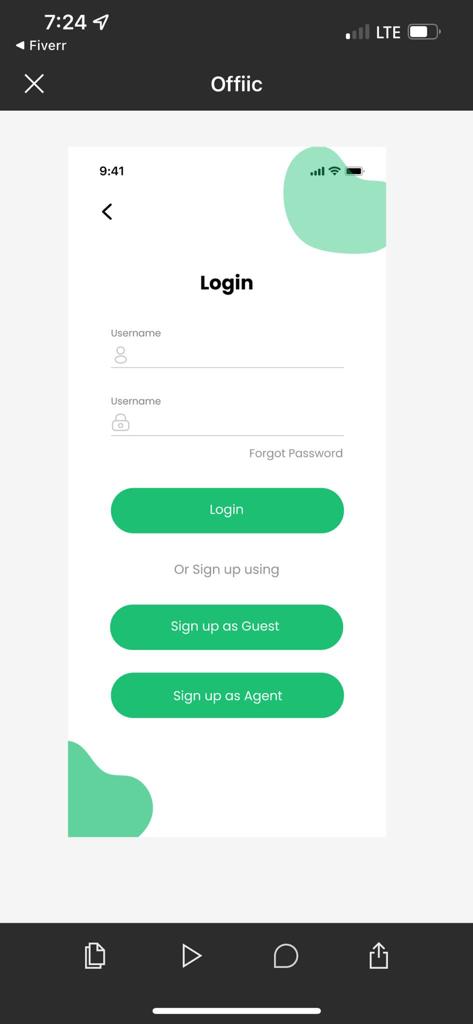 7:24
LTE
◀ Fiverr
Offiic
9:41
Login
Username
Username
Forgot Password
Login
Or Sign up using
Sign up as Guest
Sign up as Agent